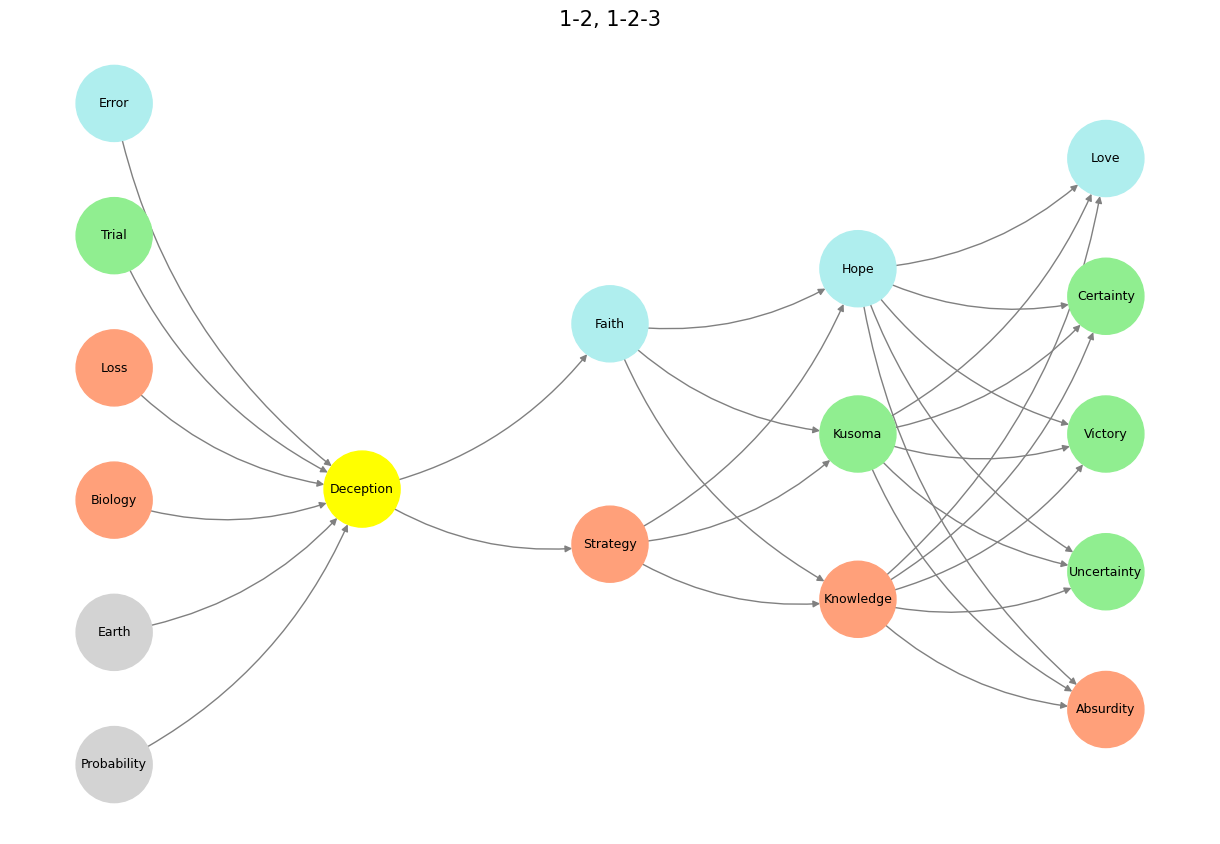 1-2, 1-2-3
Error
Trial
Loss
Biology
Earth
Probability
Deception
Faith
Strategy
Hope
Kusoma
Knowledge
Love
Certainty
Victory
Uncertainty
Absurdity